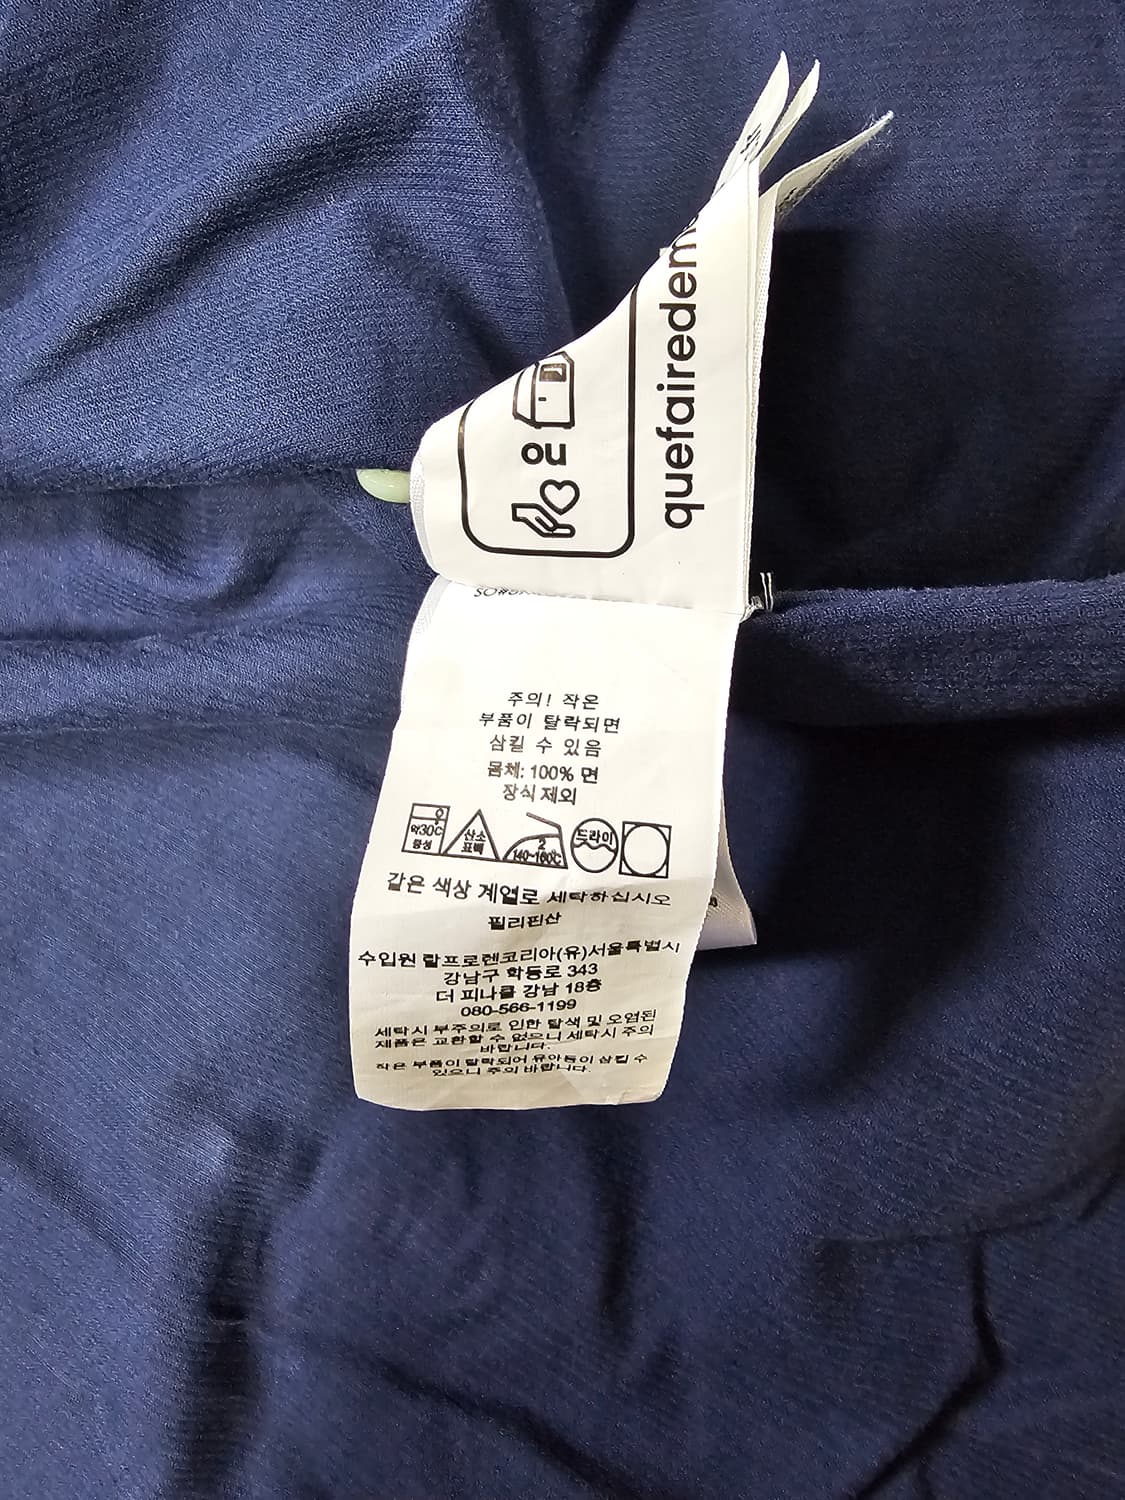 quefairedem
OU
주의! 작은
부품이 탈락되면
삼킬 수 있음
몸체: 100% 면
장식 제외
약30℃
중성
산소
표백
2
140~160℃
드라이
같은 색상 계열로 세탁하십시오
필리핀산
수입원 랄프로렌코리아(유)서울특별시
강남구 학동로 343
더 피나클 강남 18층
080-566-1199
세탁시 부주의로 인한 탈색 및 오염된
제품은 교환할 수 없으니 세탁시 주의
바랍니다.
작은 부품이 탈락되어 유아들이 삼킬 수
있으니 주의 바랍니다.